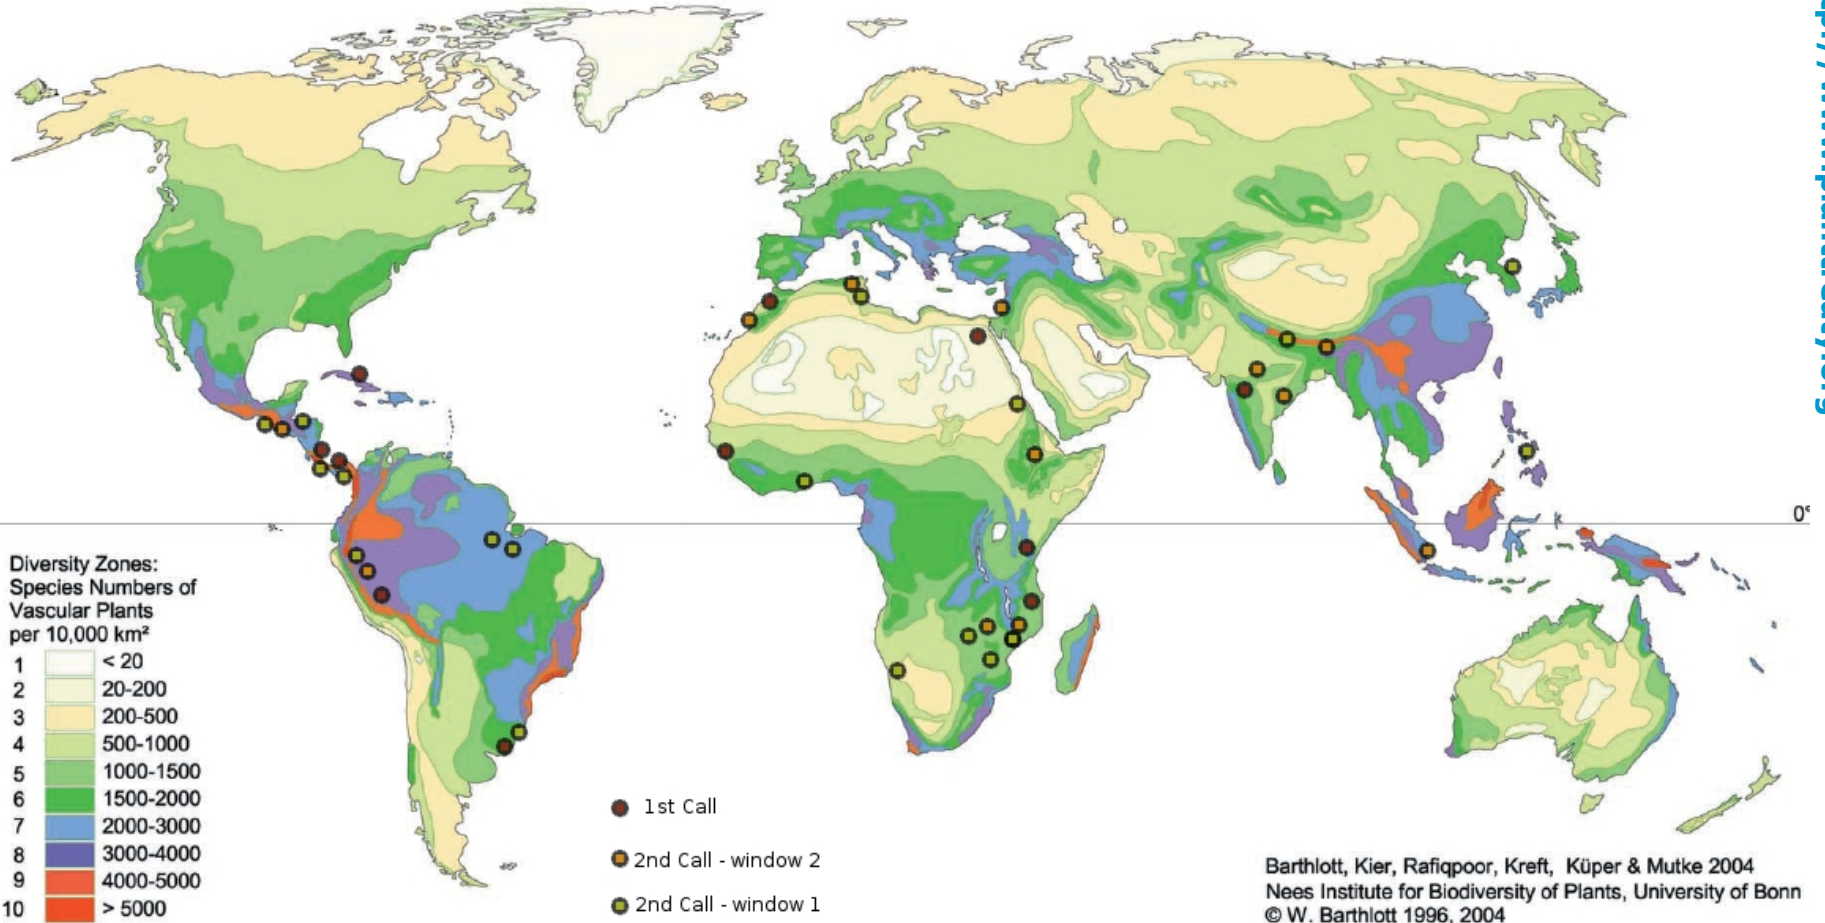 0°
Diversity Zones:
Species Numbers of
Vascular Plants
per 10,000 km²
1 < 20
2 20-200
3 200-500
4 500-1000
5 1000-1500
6 1500-2000
7 2000-3000
8 3000-4000
9 4000-5000
10 > 5000
1st Call
2nd Call - window 2
2nd Call - window 1
Barthlott, Kier, Rafiqpoor, Kreft, Küper & Mutke 2004
Nees Institute for Biodiversity of Plants, University of Bonn
© W. Barthlott 1996, 2004